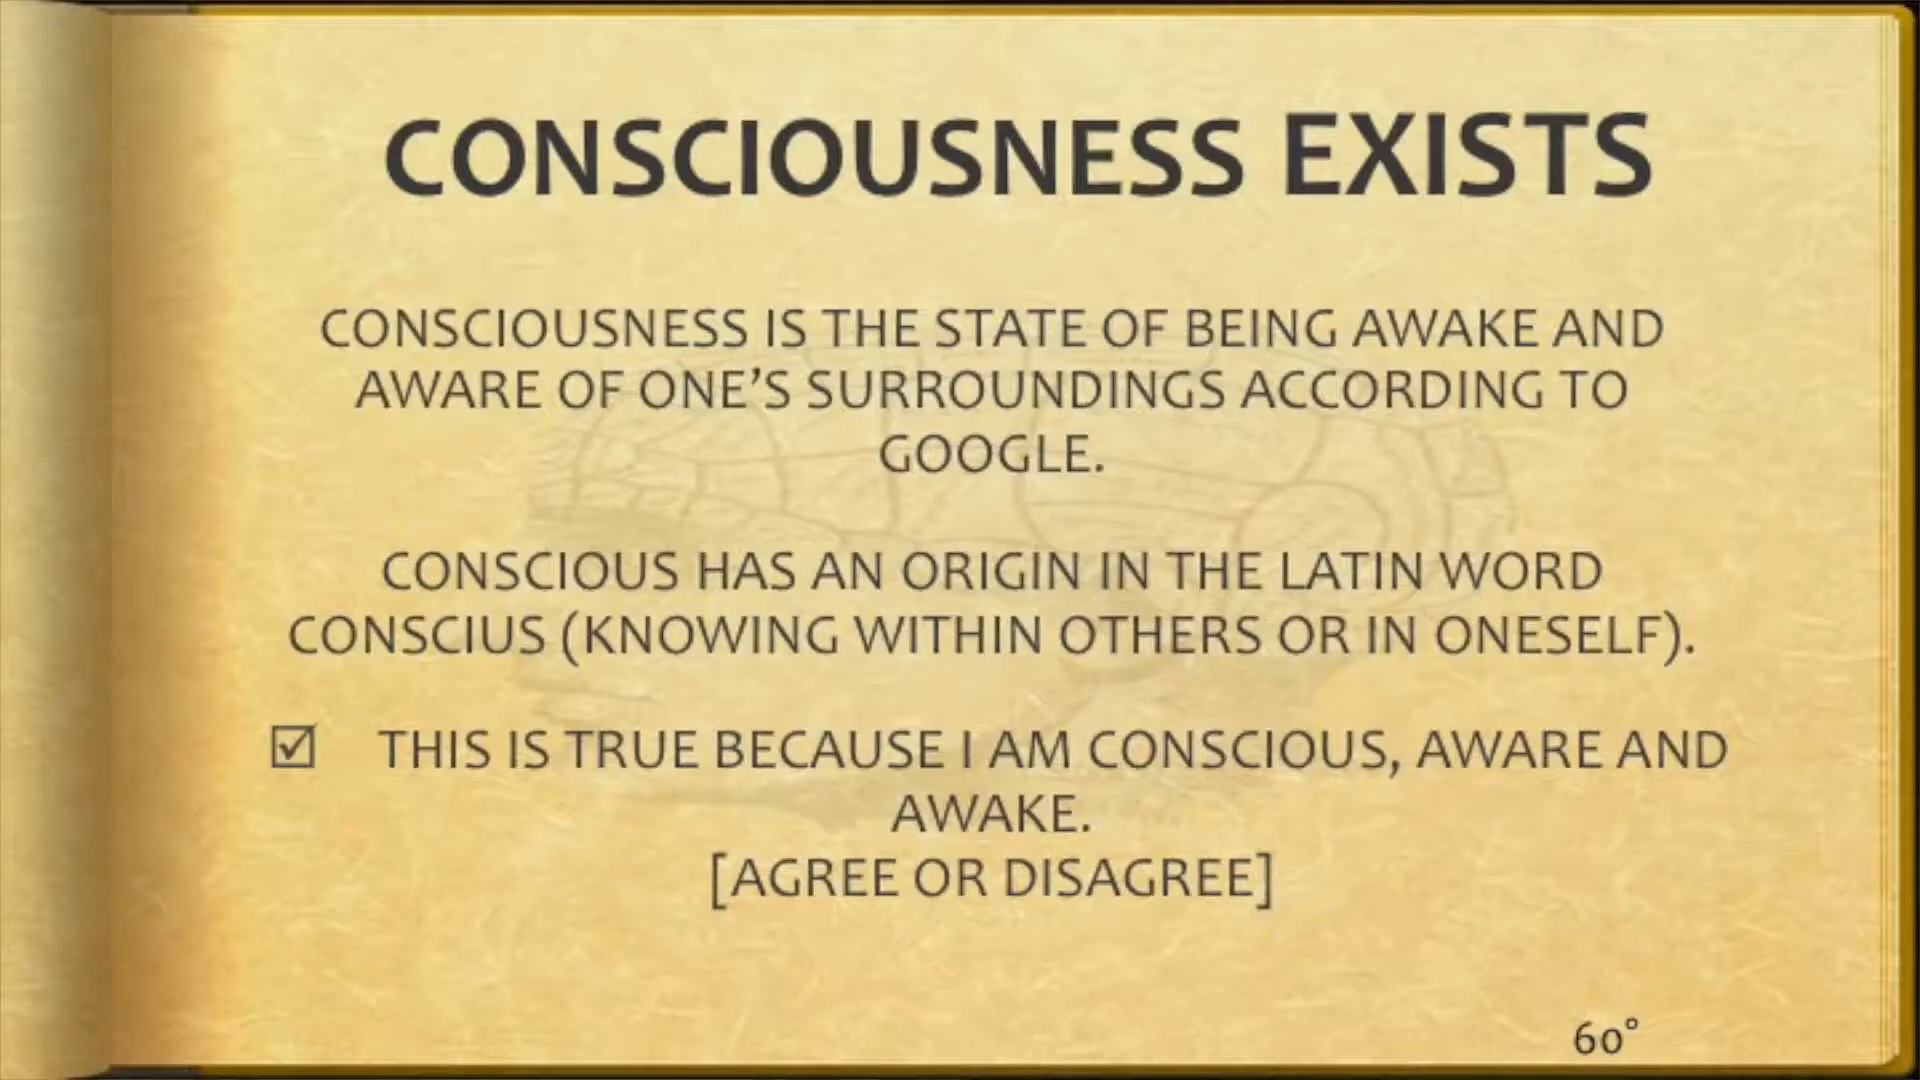 CONSCIOUSNESS EXISTS
CONSCIOUSNESS IS THE STATE OF BEING AWAKE AND
AWARE OF ONE'S SURROUNDINGS ACCORDING TO
GOOGLE.
CONSCIOUS HAS AN ORIGIN IN THE LATIN WORD
CONSCIUS (KNOWING WITHIN OTHERS OR IN ONESELF).
☑ THIS IS TRUE BECAUSE I AM CONSCIOUS, AWARE AND
AWAKE.
[AGREE OR DISAGREE]
60°